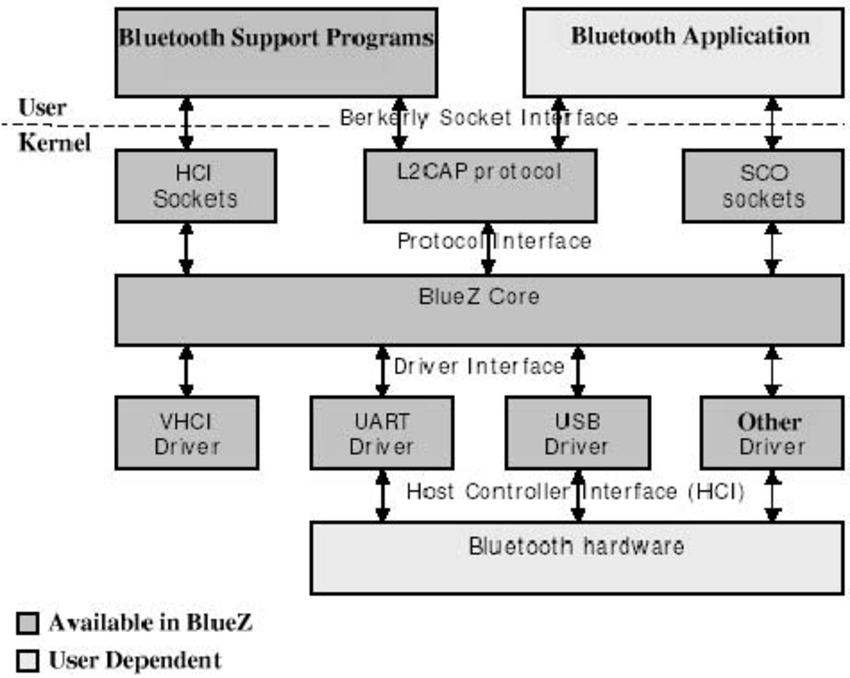 Bluetooth Support Programs
Bluetooth Application
User
Berkerly Socket Interface
Kernel
HCI
Sockets
L2CAP protocol
SCO
sockets
Protocol Interface
BlueZ Core
Driver Interface
VHCI
Driver
UART
Driver
USB
Driver
Other
Driver
Host Controller Interface (HCI)
Bluetooth hardware
Available in BlueZ
User Dependent